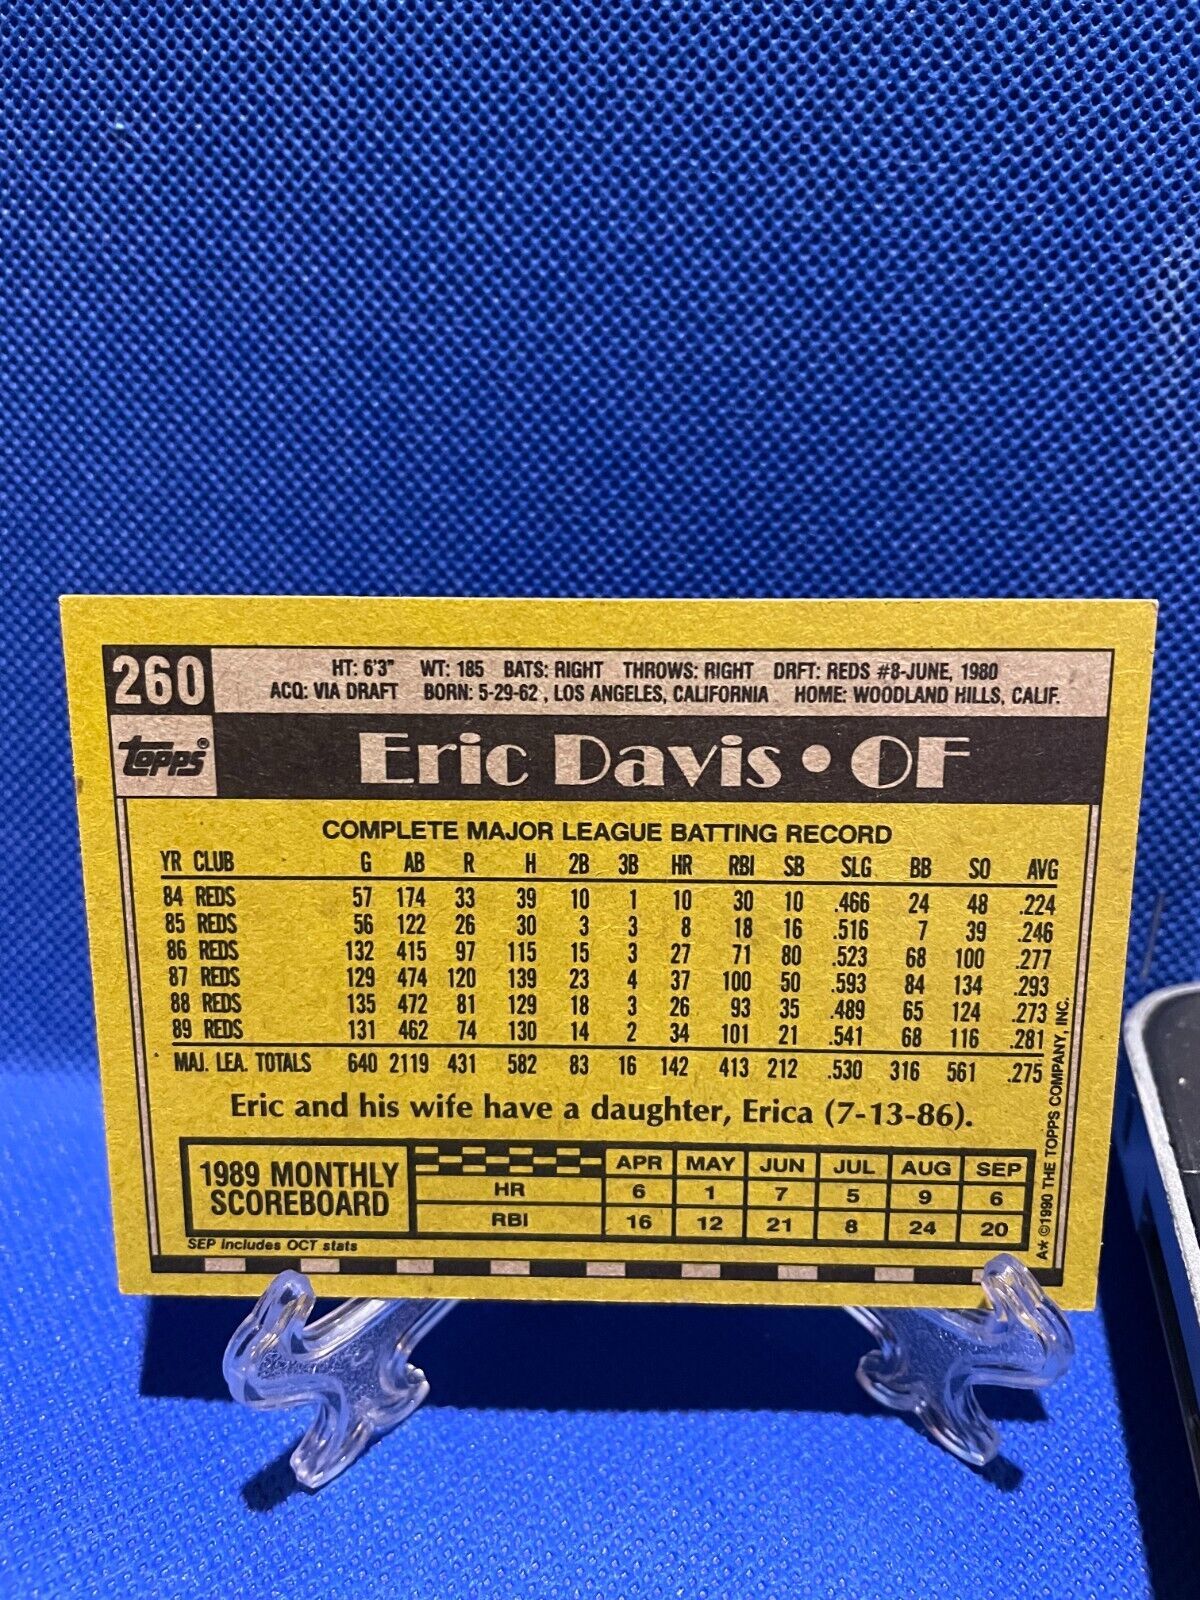 260
HT: 6'3" WT: 185 BATS: RIGHT THROWS: RIGHT DRFT: REDS #8-JUNE, 1980
ACQ: VIA DRAFT BORN: 5-29-62, LOS ANGELES, CALIFORNIA HOME: WOODLAND HILLS, CALIF.
TOPPS®
Eric Davis • OF
COMPLETE MAJOR LEAGUE BATTING RECORD
YR CLUB G AB R H 2B 3B HR RBI SB SLG BB SO AVG
84 REDS 57 174 33 39 10 1 10 30 10 .466 24 48 .224
85 REDS 56 122 26 30 3 3 8 18 16 .516 7 39 .246
86 REDS 132 415 97 115 15 3 27 71 80 .523 68 100 .277
87 REDS 129 474 120 139 23 4 37 100 50 .593 84 134 .293
88 REDS 135 472 81 129 18 3 26 93 35 .489 65 124 .273
89 REDS 131 462 74 130 14 2 34 101 21 .541 68 116 .281
MAJ. LEA. TOTALS 640 2119 431 582 83 16 142 413 212 .530 316 561 .275
Eric and his wife have a daughter, Erica (7-13-86).
1989 MONTHLY
SCOREBOARD
APR MAY JUN JUL AUG SEP
HR 6 1 7 5 9 6
RBI 16 12 21 8 24 20
SEP includes OCT stats
A* ©1990 THE TOPPS COMPANY, INC.